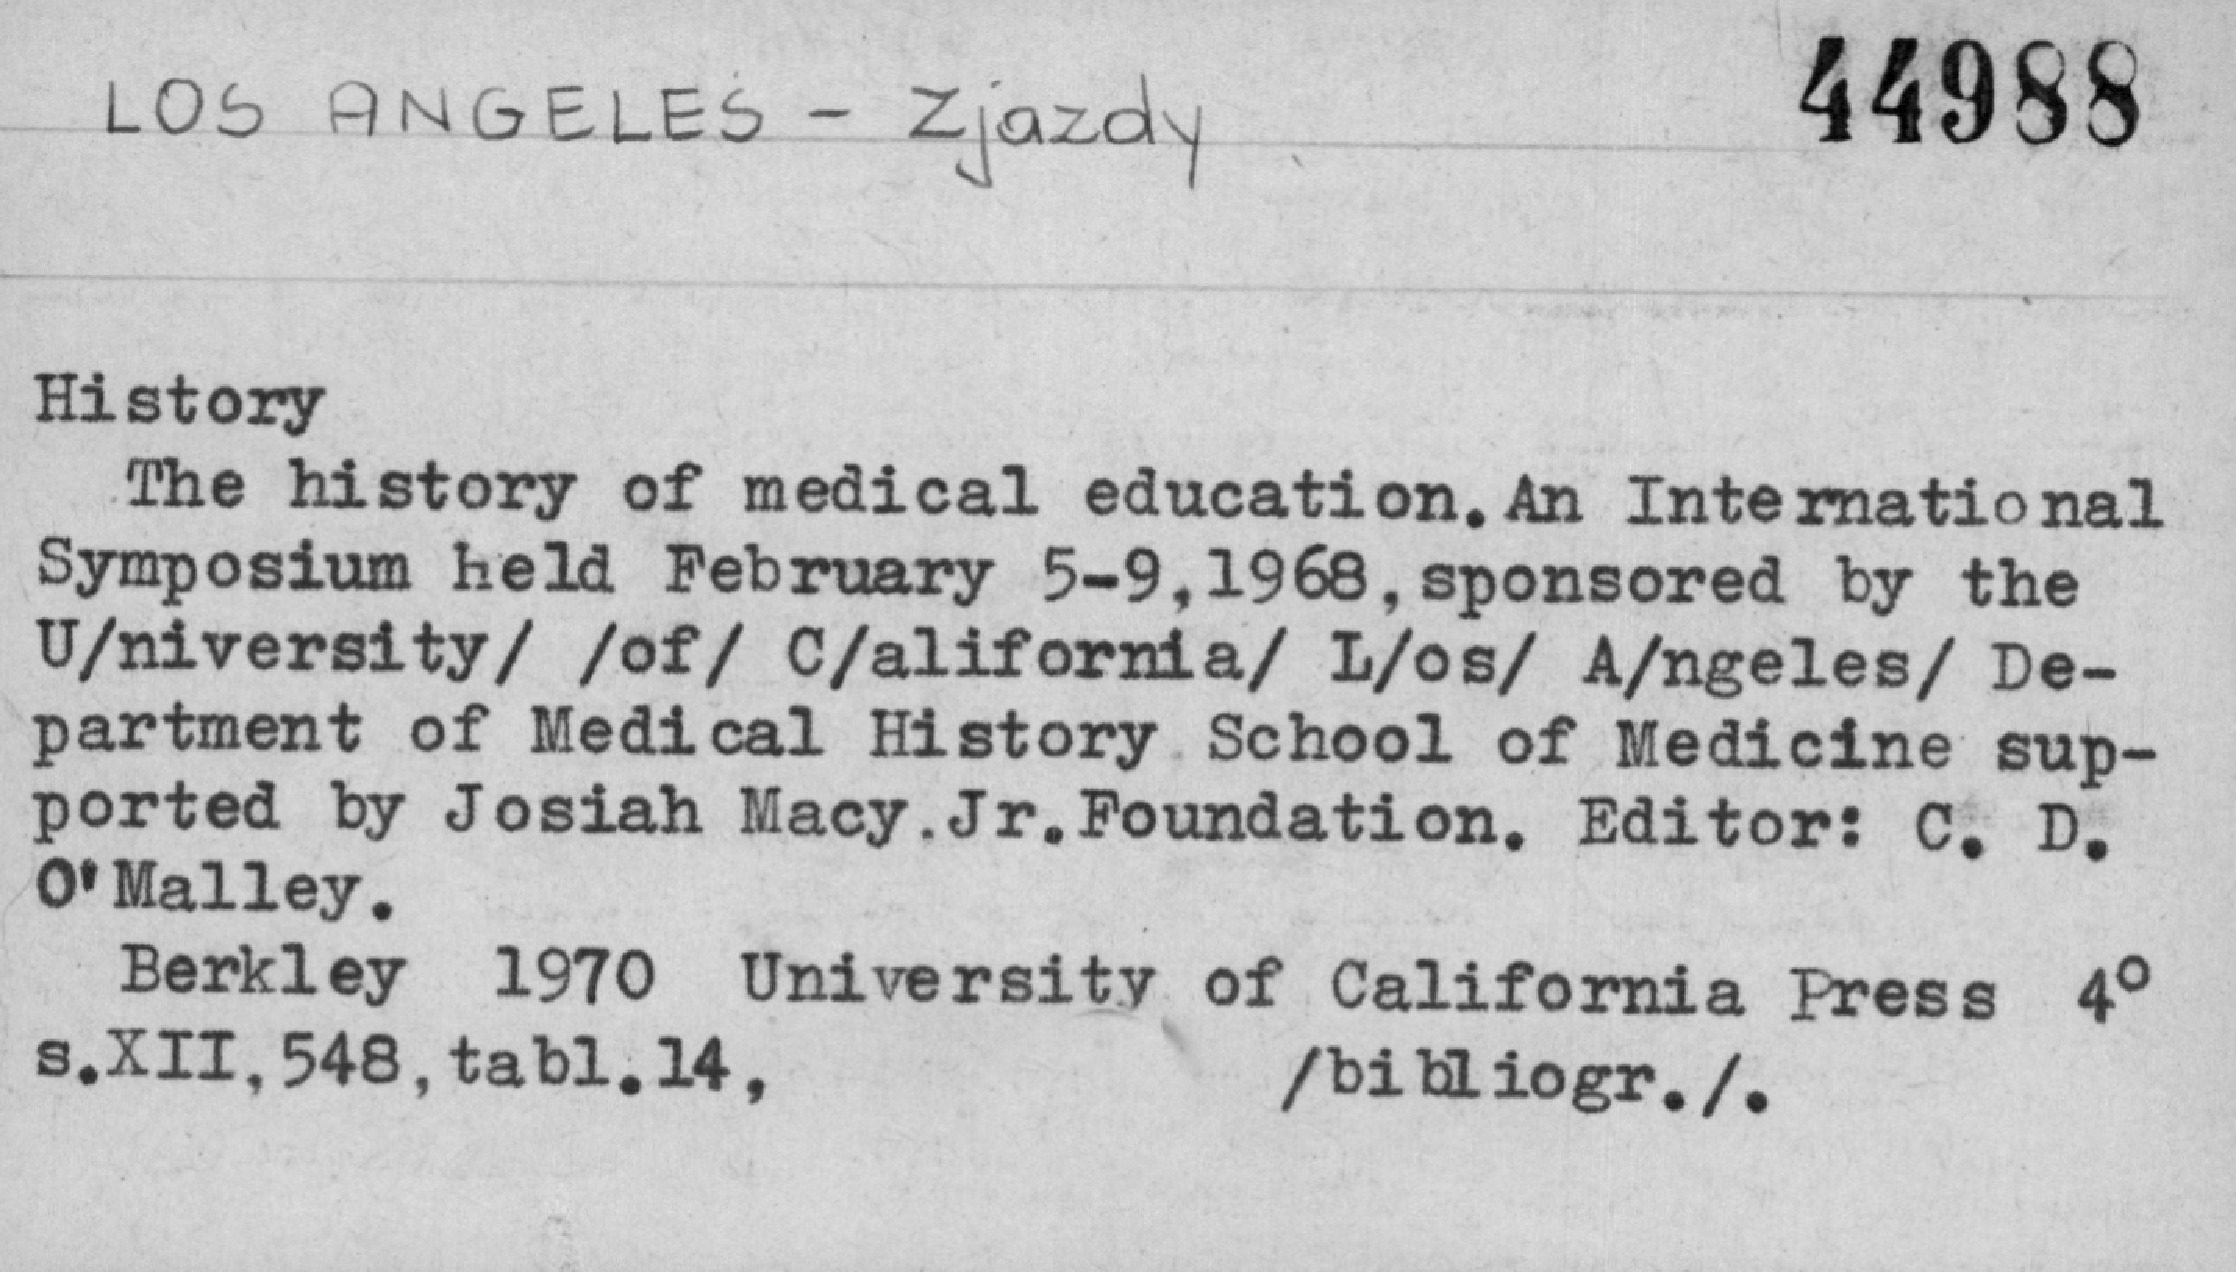 LOS ANGELES - Zjazdy 44988
History
The history of medical education. An International
Symposium held February 5-9,1968, sponsored by the
U/niversity/ /of/ C/alifornia/ L/os/ A/ngeles/ De-
partment of Medical History School of Medicine sup-
ported by Josiah Macy.Jr.Foundation. Editor: C. D.
O'Malley.
Berkley 1970 University of California Press 4°
s.XII,548,tabl.14, /bibliogr./.